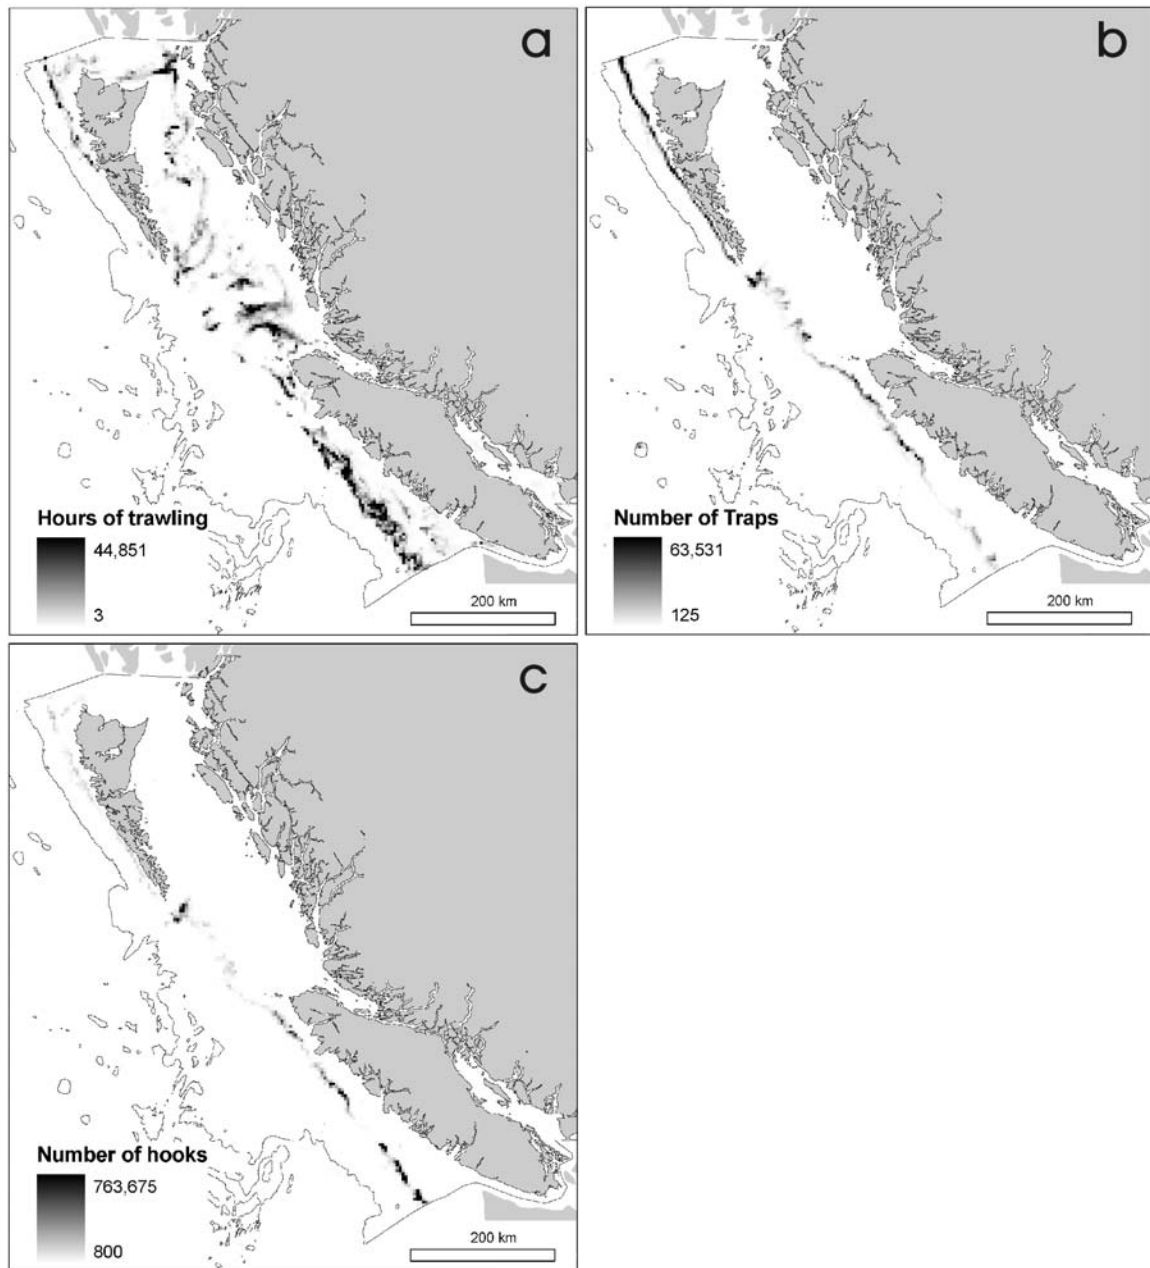 a
Hours of trawling
44,851
3
200 km
b
Number of Traps
63,531
125
200 km
c
Number of hooks
763,675
800
200 km